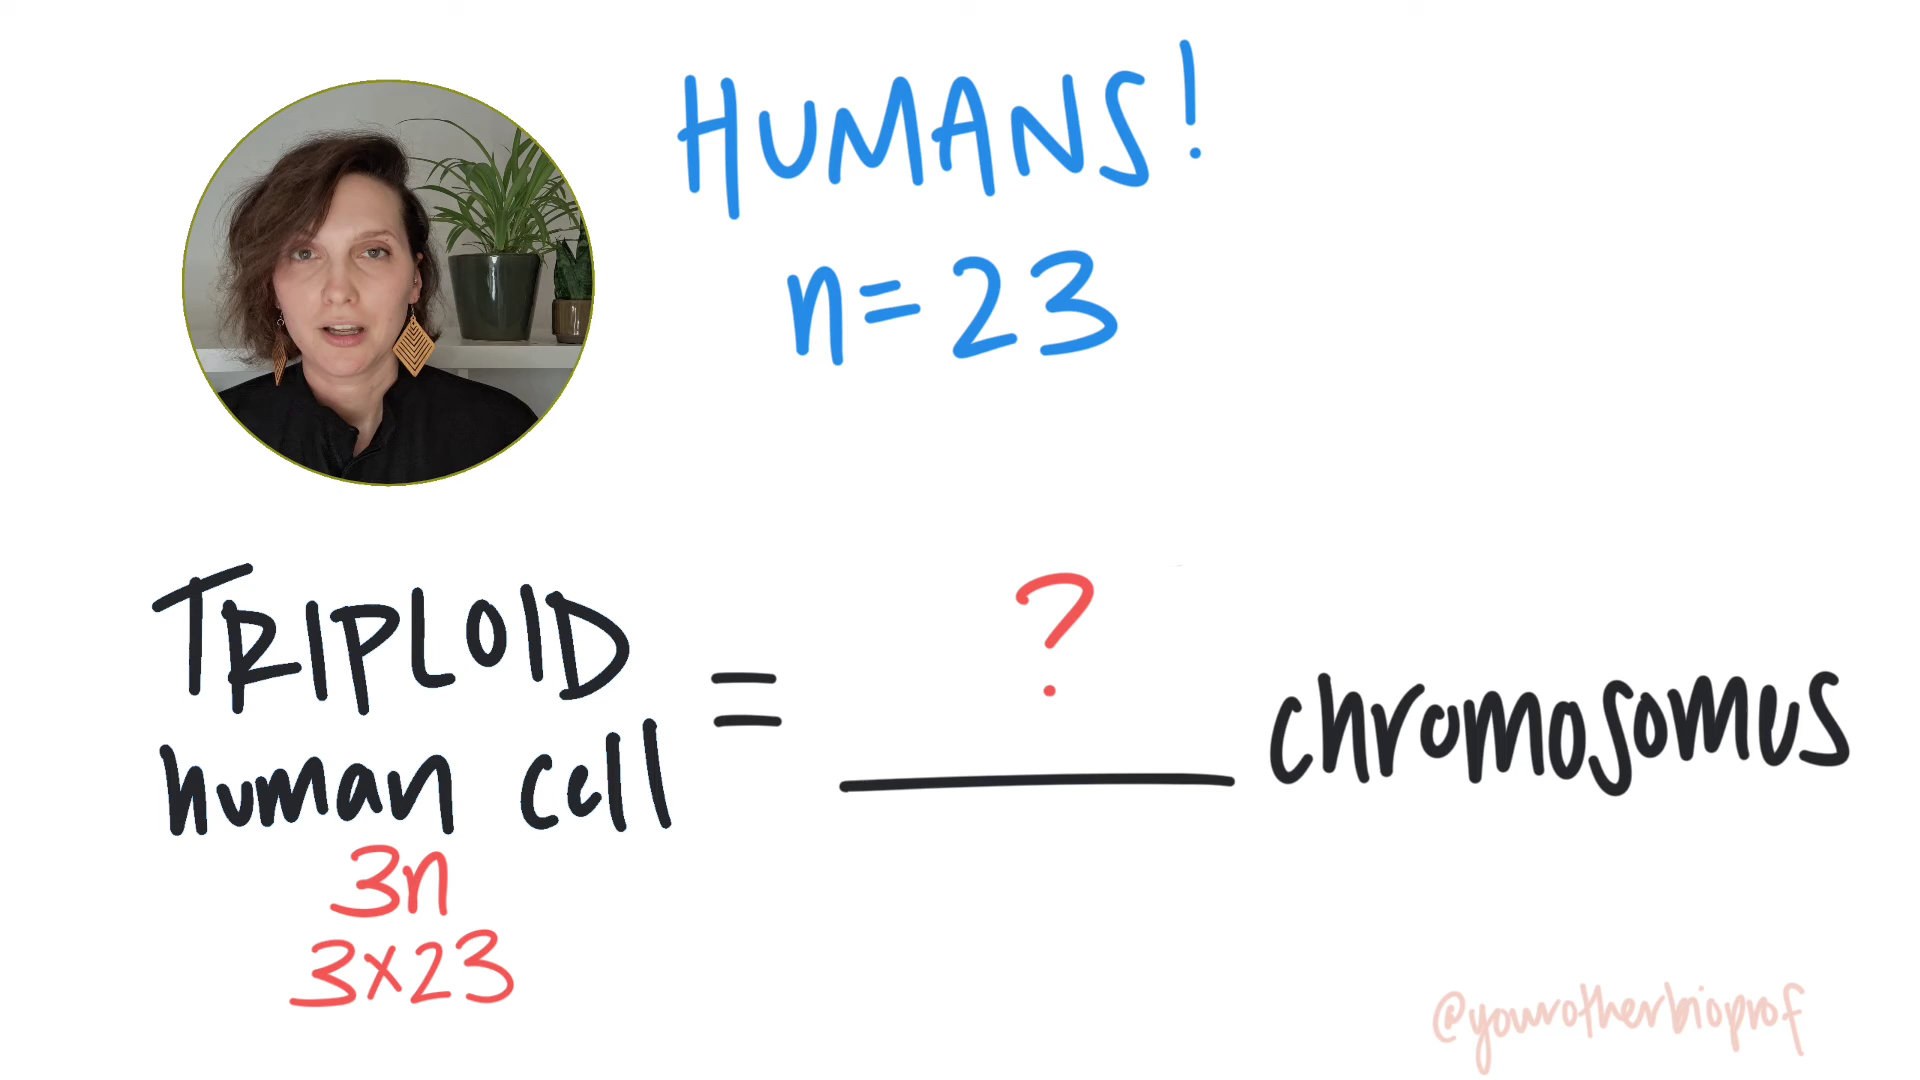 HUMANS!
n=23
TRIPLOID
human cell
3n
3x23
=
?
chromosomes
@yourotherbioprof